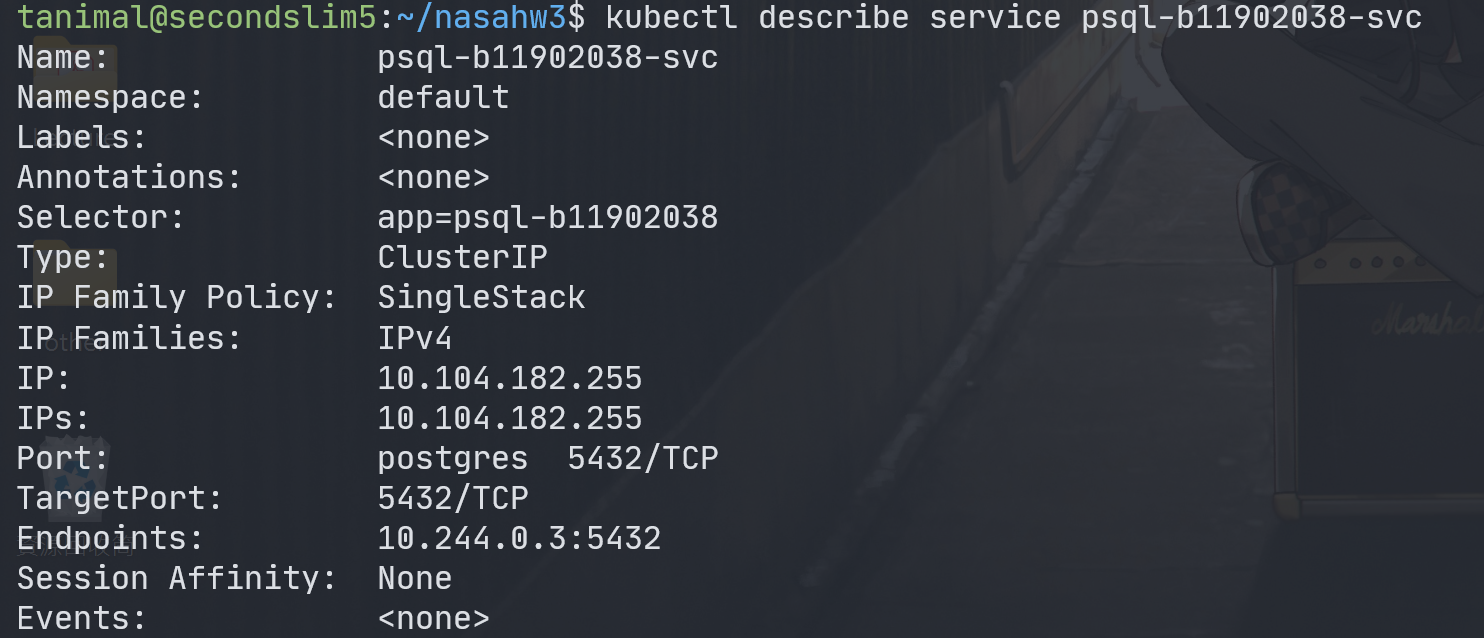 tanimal@secondslim5:~/nasahw3$ kubectl describe service psql-b11902038-svc
Name: psql-b11902038-svc
Namespace: default
Labels: <none>
Annotations: <none>
Selector: app=psql-b11902038
Type: ClusterIP
IP Family Policy: SingleStack
IP Families: IPv4
IP: 10.104.182.255
IPs: 10.104.182.255
Port: postgres 5432/TCP
TargetPort: 5432/TCP
Endpoints: 10.244.0.3:5432
Session Affinity: None
Events: <none>
other
Marshall